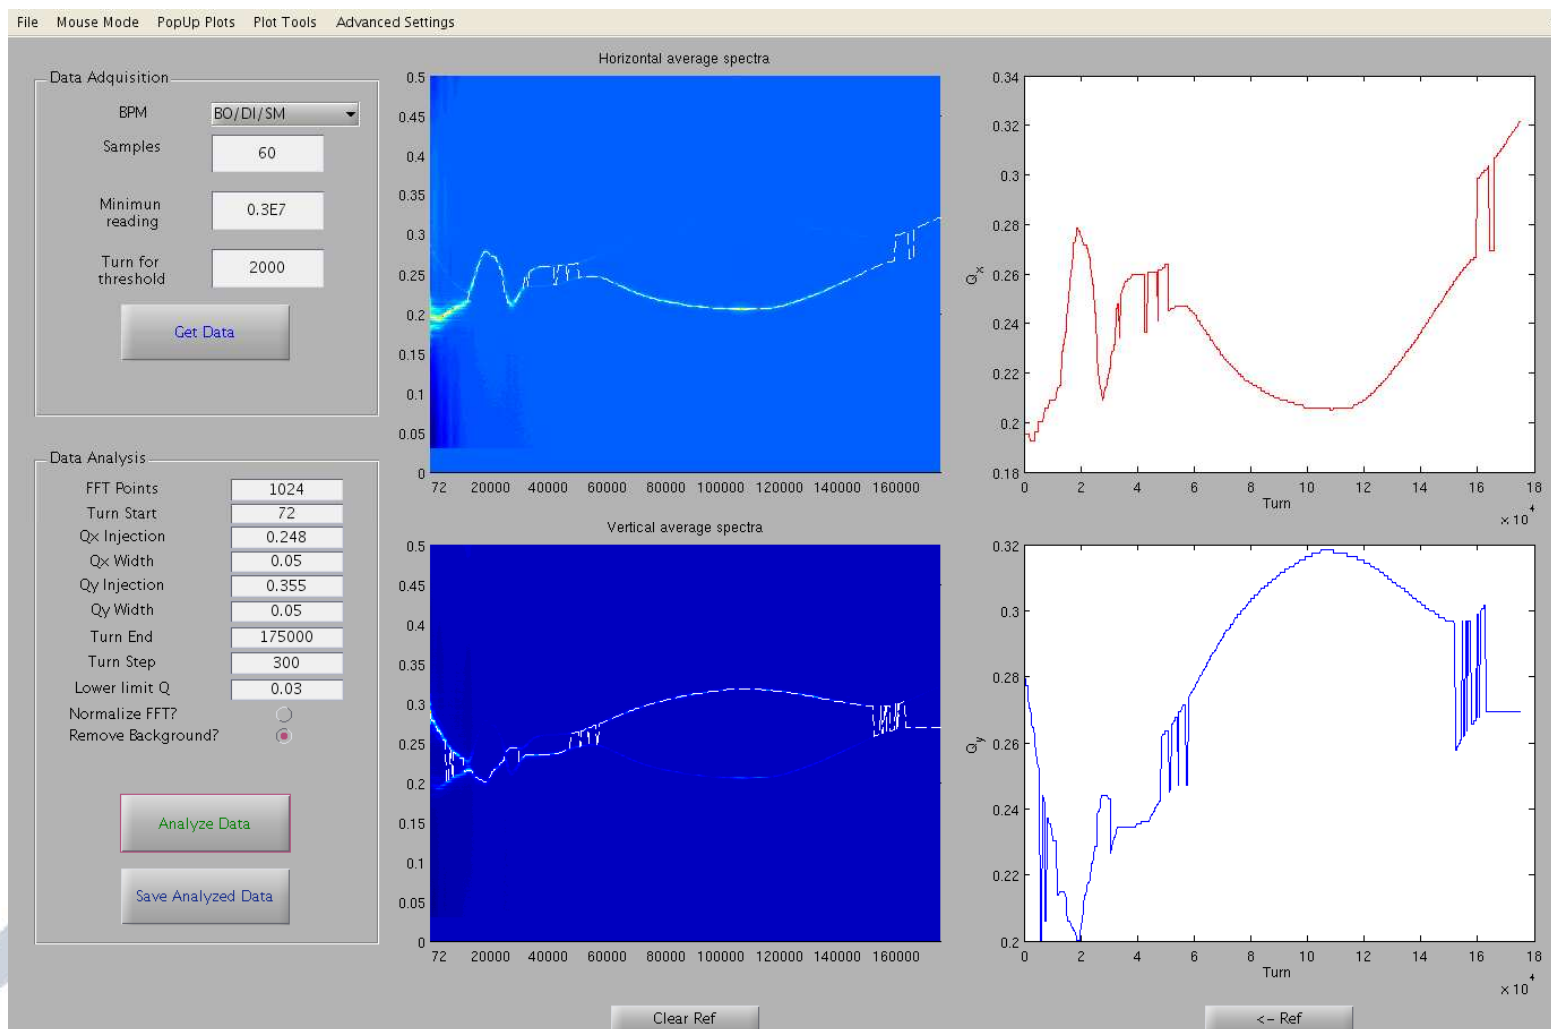 File Mouse Mode PopUp Plots Plot Tools Advanced Settings
Data Adquisition
BPM BO/DI/SM
Samples 60
Minimun
reading 0.3E7
Turn for
threshold 2000
Get Data
Data Analysis
FFT Points 1024
Turn Start 72
Qx Injection 0.248
Qx Width 0.05
Qy Injection 0.355
Qy Width 0.05
Turn End 175000
Turn Step 300
Lower limit Q 0.03
Normalize FFT?
Remove Background?
Analyze Data
Save Analyzed Data
Horizontal average spectra
0.5
0.45
0.4
0.35
0.3
0.25
0.2
0.15
0.1
0.05
0
72 20000 40000 60000 80000 100000 120000 140000 160000
Vertical average spectra
0.5
0.45
0.4
0.35
0.3
0.25
0.2
0.15
0.1
0.05
0
72 20000 40000 60000 80000 100000 120000 140000 160000
Clear Ref
0.34
0.32
0.3
0.28
0.26
0.24
0.22
0.2
0.18
Q_x
0 2 4 6 8 10 12 14 16 18
Turn
× 10^4
0.32
0.3
0.28
0.26
0.24
0.22
0.2
Q_y
0 2 4 6 8 10 12 14 16 18
Turn
× 10^4
<- Ref